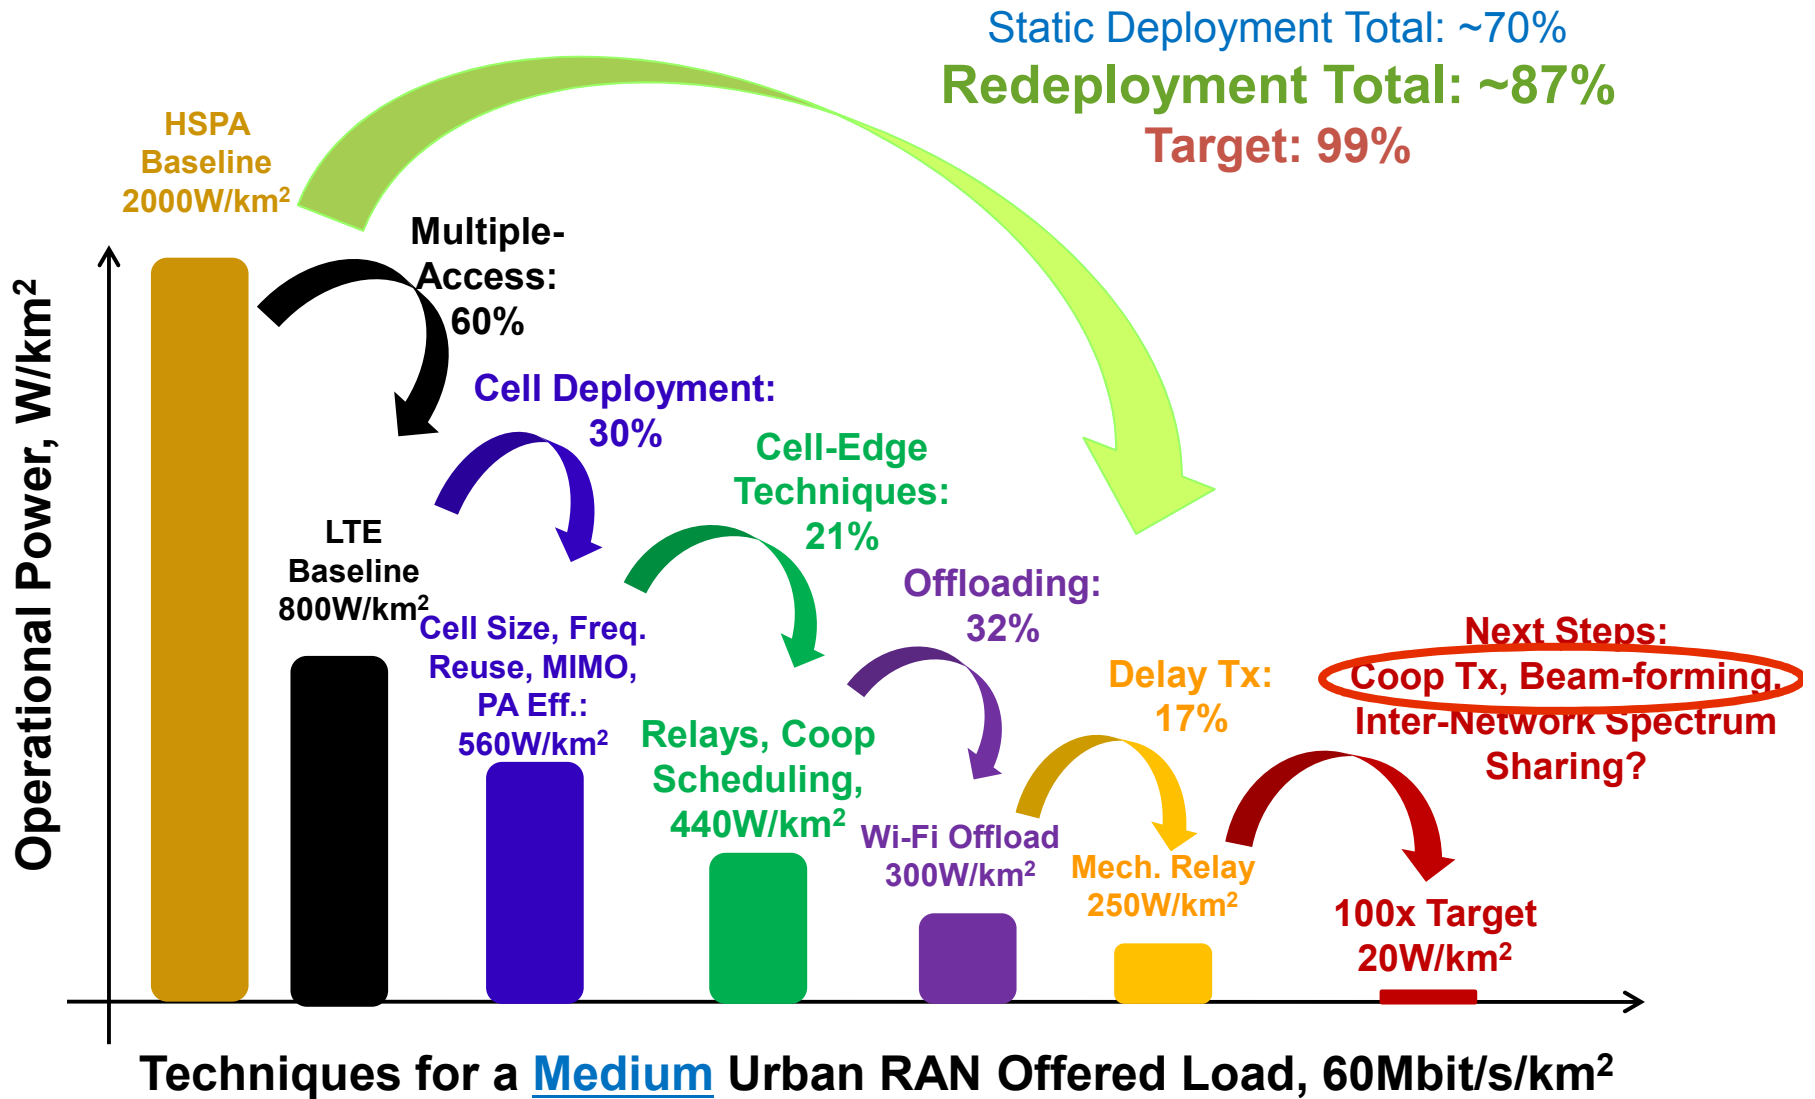 Static Deployment Total: ~70%
Redeployment Total: ~87%
Target: 99%
HSPA
Baseline
2000W/km²
Multiple-
Access:
60%
Cell Deployment:
30%
Cell-Edge
Techniques:
21%
Offloading:
32%
Delay Tx:
17%
Next Steps:
Coop Tx, Beam-forming,
Inter-Network Spectrum
Sharing?
LTE
Baseline
800W/km²
Cell Size, Freq.
Reuse, MIMO,
PA Eff.:
560W/km²
Relays, Coop
Scheduling,
440W/km²
Wi-Fi Offload
300W/km²
Mech. Relay
250W/km²
100x Target
20W/km²
Operational Power, W/km²
Techniques for a Medium Urban RAN Offered Load, 60Mbit/s/km²